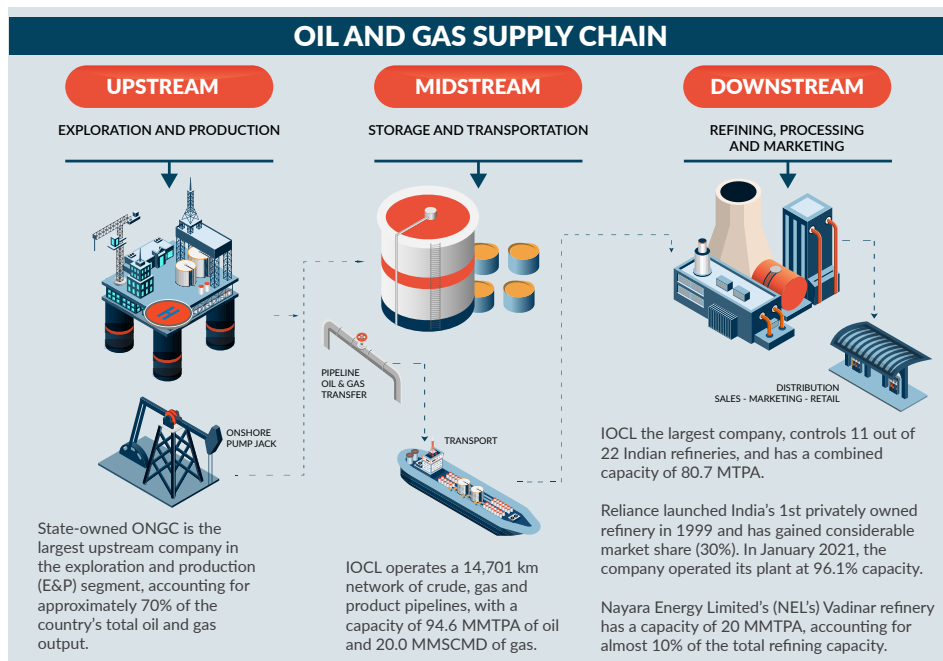 OIL AND GAS SUPPLY CHAIN
UPSTREAM
EXPLORATION AND PRODUCTION
ONSHORE
PUMP JACK
State-owned ONGC is the
largest upstream company in
the exploration and production
(E&P) segment, accounting for
approximately 70% of the
country's total oil and gas
output.
MIDSTREAM
STORAGE AND TRANSPORTATION
PIPELINE
OIL & GAS
TRANSFER
TRANSPORT
IOCL operates a 14,701 km
network of crude, gas and
product pipelines, with a
capacity of 94.6 MMTPA of oil
and 20.0 MMSCMD of gas.
DOWNSTREAM
REFINING, PROCESSING
AND MARKETING
DISTRIBUTION
SALES - MARKETING - RETAIL
IOCL the largest company, controls 11 out of
22 Indian refineries, and has a combined
capacity of 80.7 MTPA.
Reliance launched India's 1st privately owned
refinery in 1999 and has gained considerable
market share (30%). In January 2021, the
company operated its plant at 96.1% capacity.
Nayara Energy Limited's (NEL's) Vadinar refinery
has a capacity of 20 MMTPA, accounting for
almost 10% of the total refining capacity.